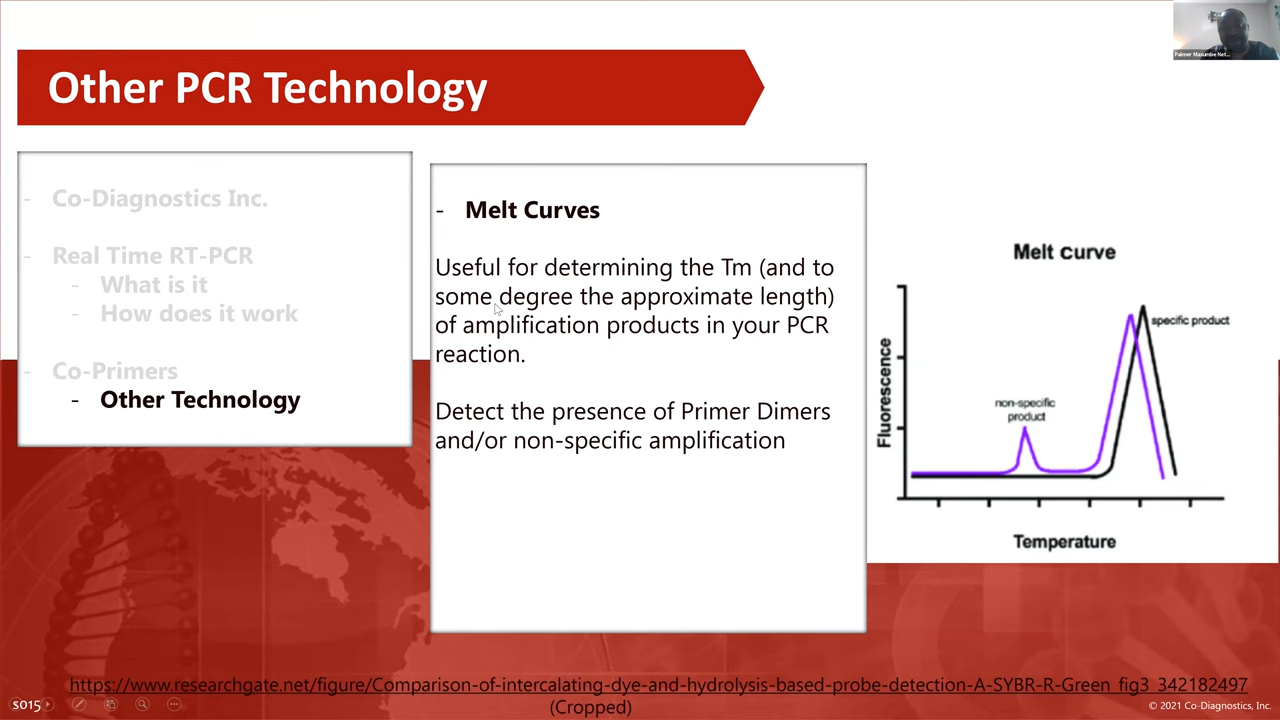 Palmer Masumbe Net...
Other PCR Technology
- Co-Diagnostics Inc.
- Real Time RT-PCR
- What is it
- How does it work
- Co-Primers
- Other Technology
- Melt Curves
Useful for determining the Tm (and to
some degree the approximate length)
of amplification products in your PCR
reaction.
Detect the presence of Primer Dimers
and/or non-specific amplification
Melt curve
specific product
non-specific
product
Fluorescence
Temperature
https://www.researchgate.net/figure/Comparison-of-intercalating-dye-and-hydrolysis-based-probe-detection-A-SYBR-R-Green_fig3_342182497
(Cropped)
S015
© 2021 Co-Diagnostics, Inc.